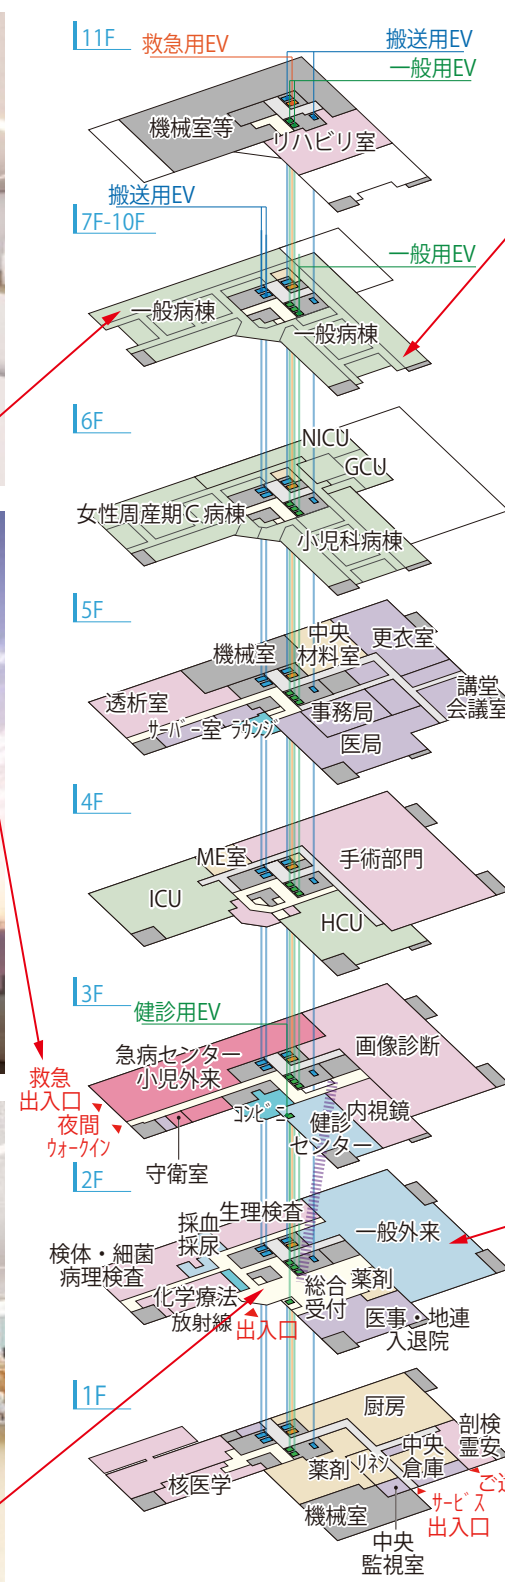 11F
救急用EV
搬送用EV
一般用EV
機械室等
リハビリ室
搬送用EV
7F-10F
一般用EV
一般病棟
一般病棟
6F
NICU
GCU
女性周産期C病棟
小児科病棟
5F
機械室
中央
材料室
更衣室
講堂
会議室
透析室
サーバー室
ラウンジ
事務局
医局
4F
ME室
手術部門
ICU
HCU
3F
健診用EV
急病センター
小児外来
画像診断
救急
出入口
夜間
ウォークイン
コンビニ
健診
センター
内視鏡
守衛室
2F
生理検査
採血
採尿
一般外来
検体・細菌
病理検査
化学療法
放射線
出入口
総合
受付
薬剤
医事・地連
入退院
1F
厨房
剖検
霊安
核医学
薬剤
リネン
中央
倉庫
サービス
出入口
機械室
中央
監視室